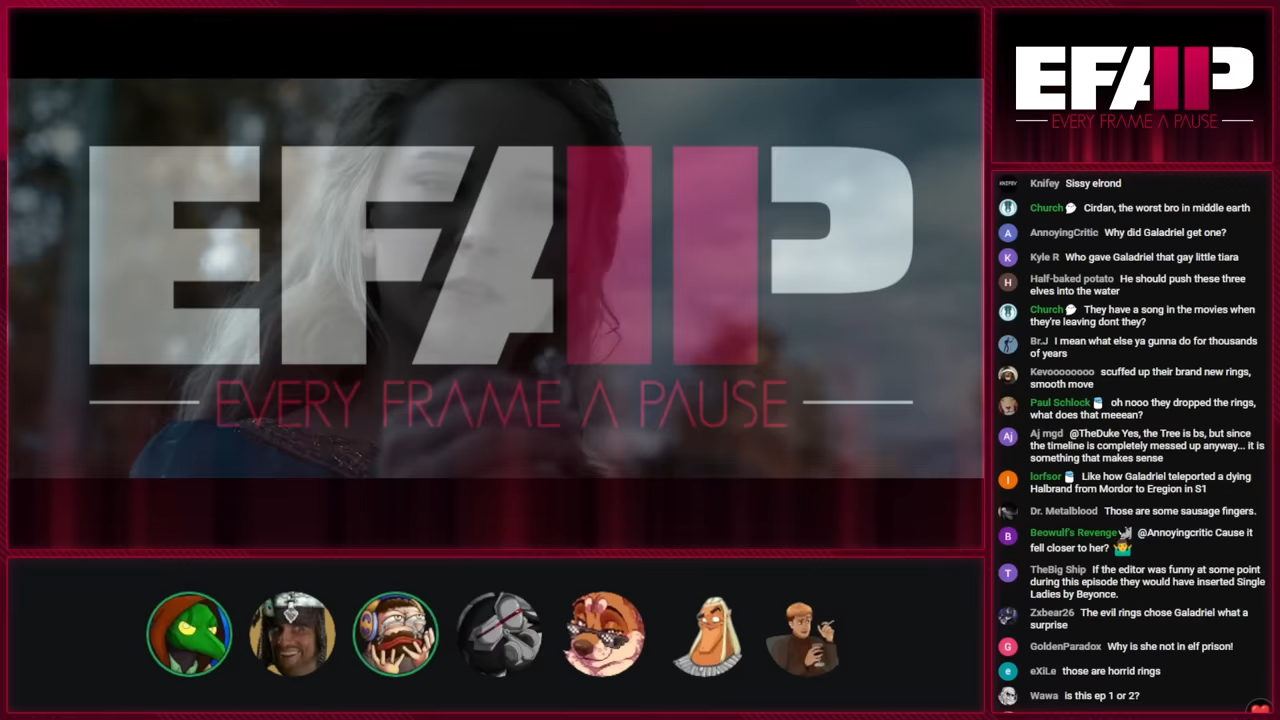 EFAP
EVERY FRAME A PAUSE
EFAP
EVERY FRAME A PAUSE
KNIFEY
Knifey Sissy elrond
Church Cirdan, the worst bro in middle earth
A
AnnoyingCritic Why did Galadriel get one?
K
Kyle R Who gave Galadriel that gay little tiara
H
Half-baked potato He should push these three
elves into the water
Church They have a song in the movies when
they're leaving dont they?
Br.J I mean what else ya gunna do for thousands
of years
Kevoooooooo scuffed up their brand new rings,
smooth move
Paul Schlock oh nooo they dropped the rings,
what does that meeean?
Aj
Aj mgd @TheDuke Yes, the Tree is bs, but since
the timeline is completely messed up anyway... it is
something that makes sense
l
lorfsor Like how Galadriel teleported a dying
Halbrand from Mordor to Eregion in S1
Dr. Metalblood Those are some sausage fingers.
B
Beowulf's Revenge @Annoyingcritic Cause it
fell closer to her?
T
TheBig Ship If the editor was funny at some point
during this episode they would have inserted Single
Ladies by Beyonce.
Zxbear26 The evil rings chose Galadriel what a
surprise
G
GoldenParadox Why is she not in elf prison!
e
eXiLe those are horrid rings
Wawa is this ep 1 or 2?